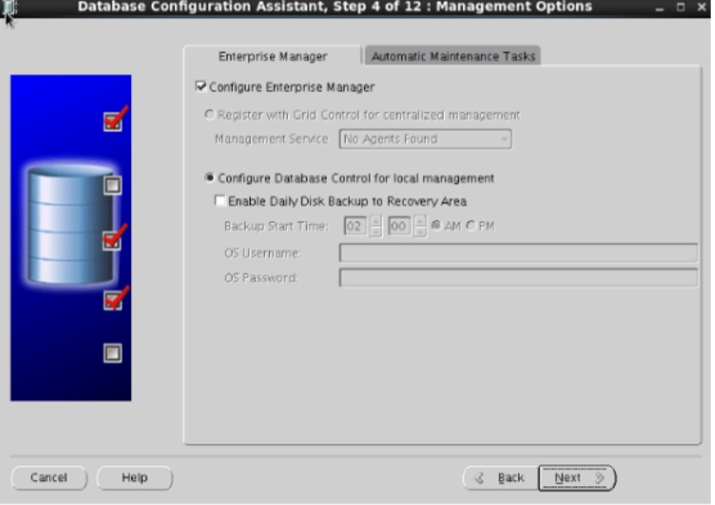 Database Configuration Assistant, Step 4 of 12 : Management Options
Enterprise Manager
Automatic Maintenance Tasks
Configure Enterprise Manager
Register with Grid Control for centralized management
Management Service No Agents Found
Configure Database Control for local management
Enable Daily Disk Backup to Recovery Area
Backup Start Time: 02 00 AM PM
OS Username:
OS Password:
Cancel
Help
Back
Next